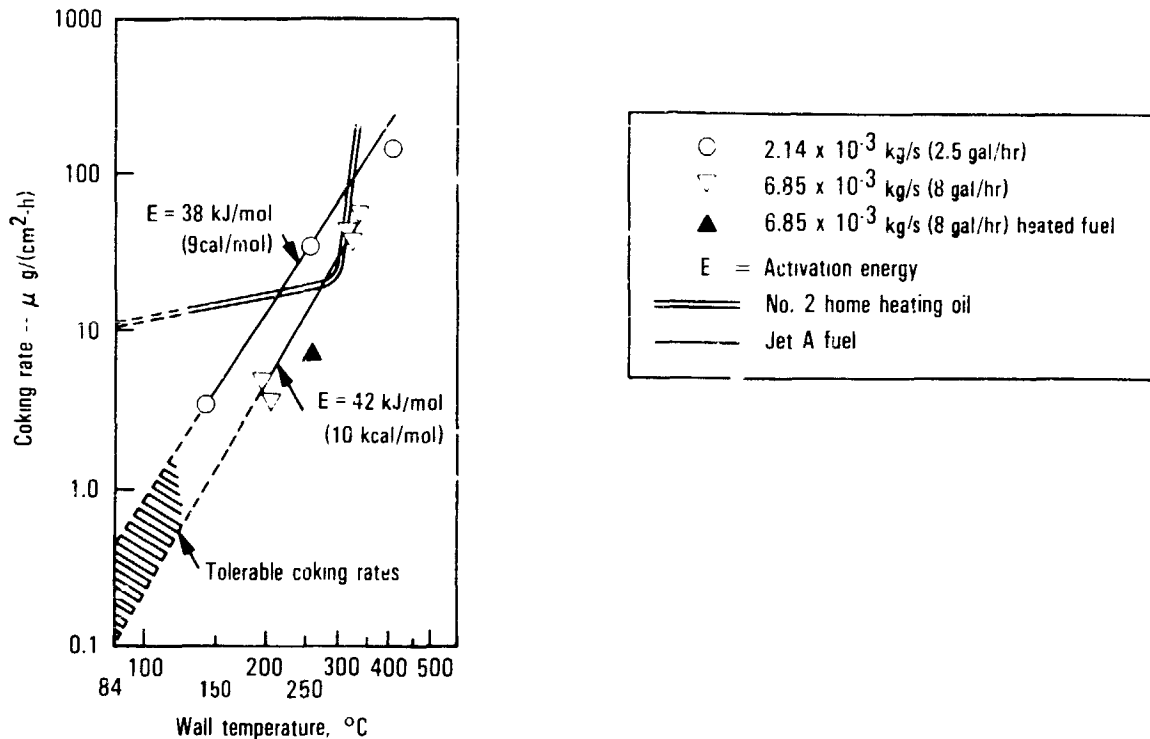 1000
100
10
1.0
0.1
Coking rate -- μ g/(cm²-h)
E = 38 kJ/mol
(9cal/mol)
E = 42 kJ/mol
(10 kcal/mol)
Tolerable coking rates
100 200 300 400 500
84 150 250
Wall temperature, °C
2.14 x 10⁻³ kg/s (2.5 gal/hr)
6.85 x 10⁻³ kg/s (8 gal/hr)
6.85 x 10⁻³ kg/s (8 gal/hr) heated fuel
E = Activation energy
No. 2 home heating oil
Jet A fuel